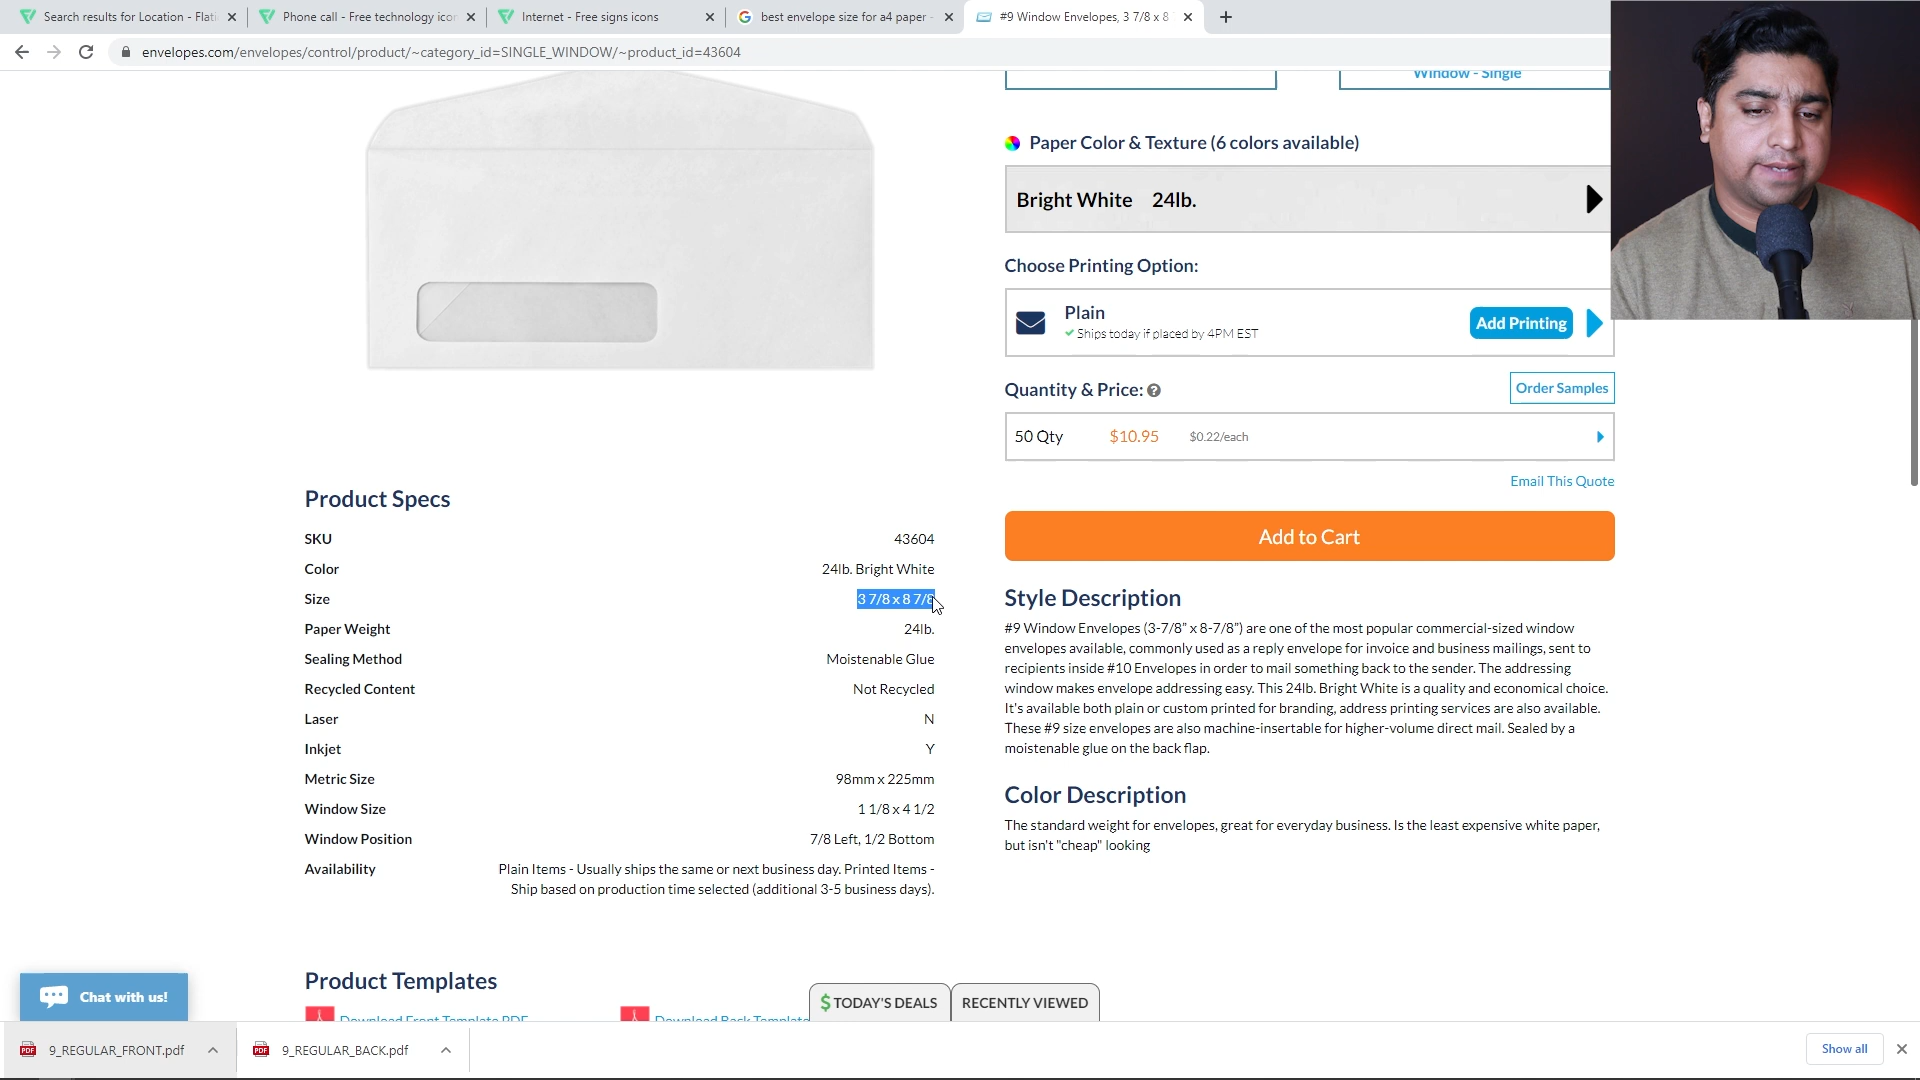 Search results for Location - Flati
Phone call - Free technology icon
Internet - Free signs icons
best envelope size for a4 paper -
#9 Window Envelopes, 3 7/8 x 8
envelopes.com/envelopes/control/product/~category_id=SINGLE_WINDOW/~product_id=43604
Window - Single
Paper Color & Texture (6 colors available)
Bright White 24lb.
Choose Printing Option:
Plain
Ships today if placed by 4PM EST
Add Printing
Quantity & Price:
Order Samples
50 Qty $10.95 $0.22/each
Email This Quote
Add to Cart
Product Specs
SKU 43604
Color 24lb. Bright White
Size 3 7/8 x 8 7/8
Paper Weight 24lb.
Sealing Method Moistenable Glue
Recycled Content Not Recycled
Laser N
Inkjet Y
Metric Size 98mm x 225mm
Window Size 1 1/8 x 4 1/2
Window Position 7/8 Left, 1/2 Bottom
Availability Plain Items - Usually ships the same or next business day. Printed Items -
Ship based on production time selected (additional 3-5 business days).
Style Description
#9 Window Envelopes (3-7/8” x 8-7/8”) are one of the most popular commercial-sized window
envelopes available, commonly used as a reply envelope for invoice and business mailings, sent to
recipients inside #10 Envelopes in order to mail something back to the sender. The addressing
window makes envelope addressing easy. This 24lb. Bright White is a quality and economical choice.
It's available both plain or custom printed for branding, address printing services are also available.
These #9 size envelopes are also machine-insertable for higher-volume direct mail. Sealed by a
moistenable glue on the back flap.
Color Description
The standard weight for envelopes, great for everyday business. Is the least expensive white paper,
but isn't "cheap" looking
Product Templates
Download Front Template PDF
Download Back Template
Chat with us!
$ TODAY'S DEALS
RECENTLY VIEWED
9_REGULAR_FRONT.pdf
9_REGULAR_BACK.pdf
Show all